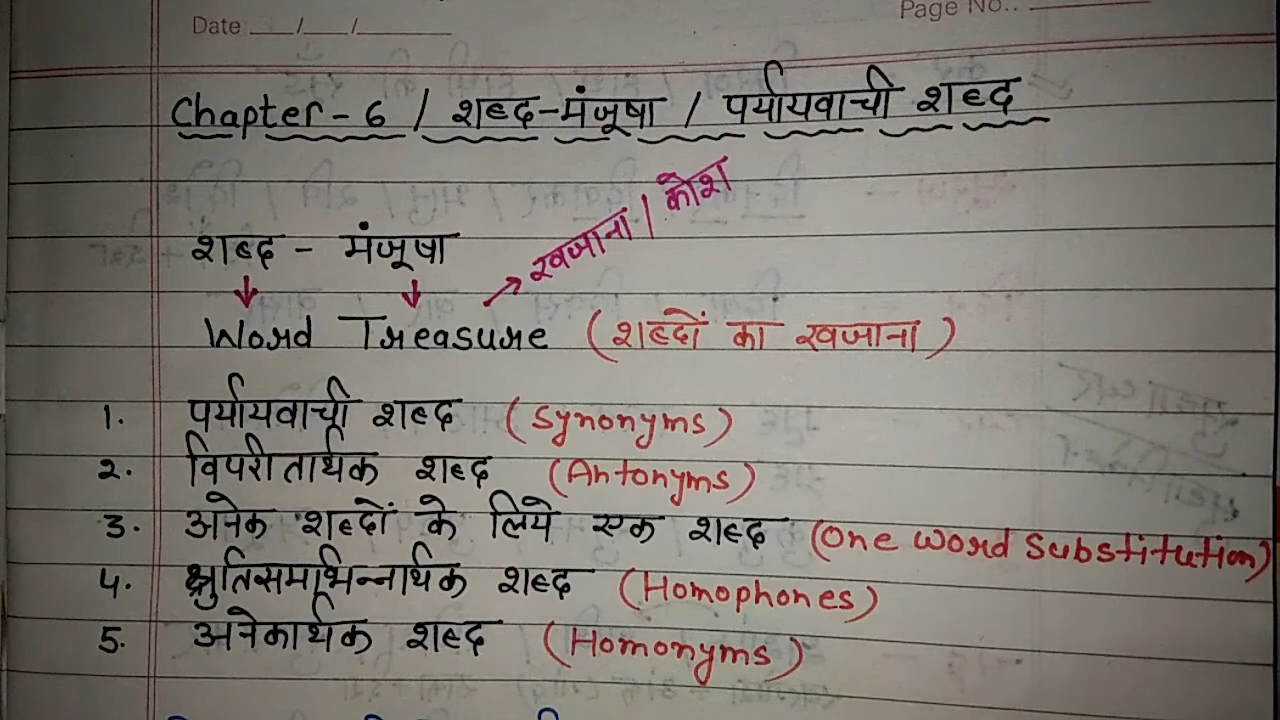 Date ___/___/______ Page No..
Chapter - 6 / शब्द-मंजूषा / पर्यायवाची शब्द
खजाना / कोश
शब्द - मंजूषा
Word Treasure (शब्दों का खजाना)
1. पर्यायवाची शब्द (Synonyms)
2. विपरीतार्थक शब्द (Antonyms)
3. अनेक शब्दों के लिये एक शब्द (One Word Substitution)
4. श्रुतिसमभिन्नार्थक शब्द (Homophones)
5. अनेकार्थक शब्द (Homonyms)